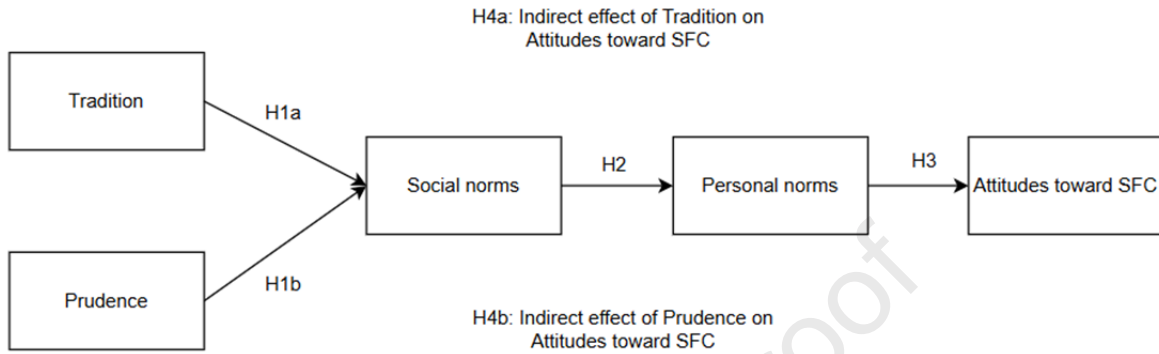 H4a: Indirect effect of Tradition on
Attitudes toward SFC
Tradition
H1a
Social norms
H2
Personal norms
H3
Attitudes toward SFC
Prudence
H1b
H4b: Indirect effect of Prudence on
Attitudes toward SFC
roof